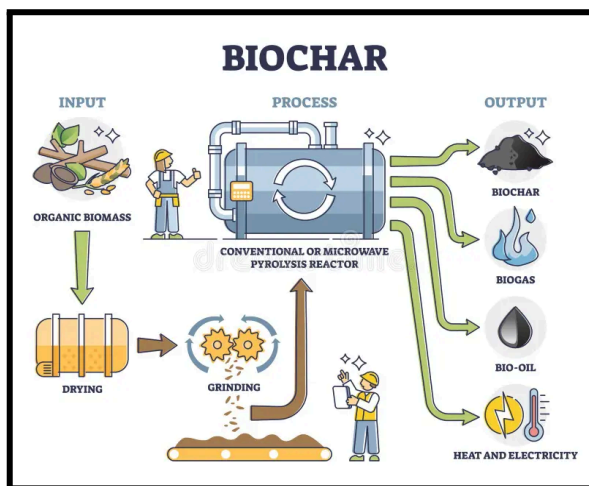 BIOCHAR
INPUT
PROCESS
OUTPUT
ORGANIC BIOMASS
CONVENTIONAL OR MICROWAVE
PYROLYSIS REACTOR
DRYING
GRINDING
BIOCHAR
BIOGAS
BIO-OIL
HEAT AND ELECTRICITY